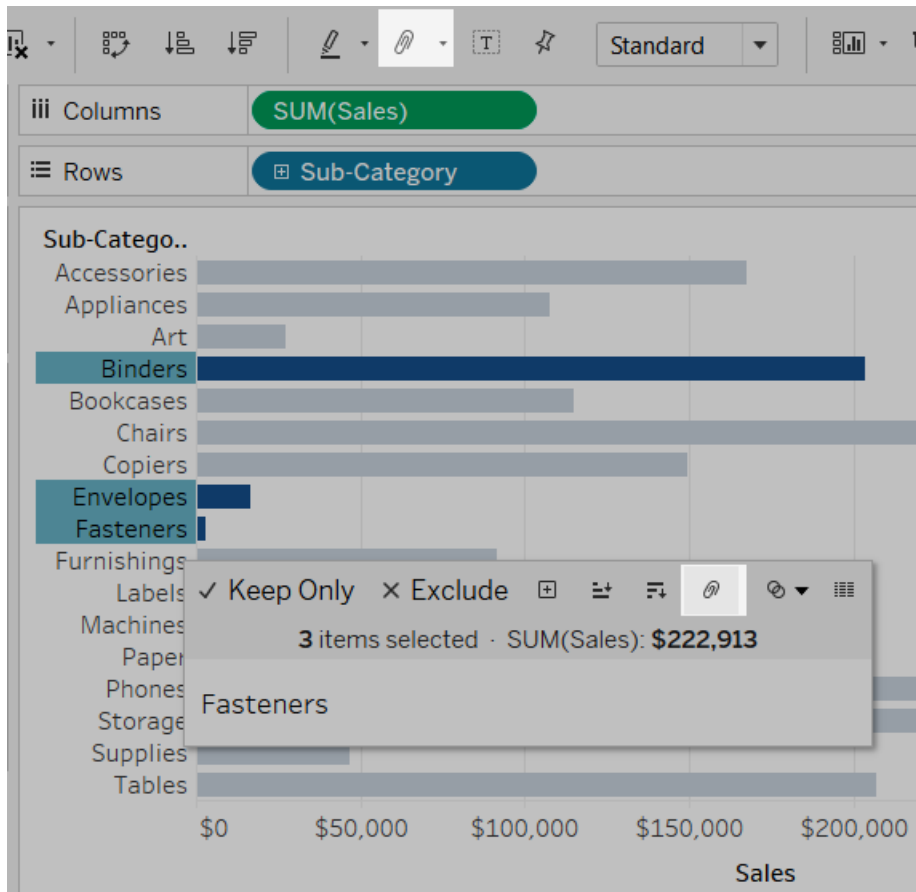 Standard
Columns SUM(Sales)
Rows Sub-Category
Sub-Catego..
Accessories
Appliances
Art
Binders
Bookcases
Chairs
Copiers
Envelopes
Fasteners
Furnishings
Labels
Machines
Paper
Phones
Storage
Supplies
Tables
Keep Only Exclude
3 items selected · SUM(Sales): $222,913
Fasteners
$0 $50,000 $100,000 $150,000 $200,000
Sales